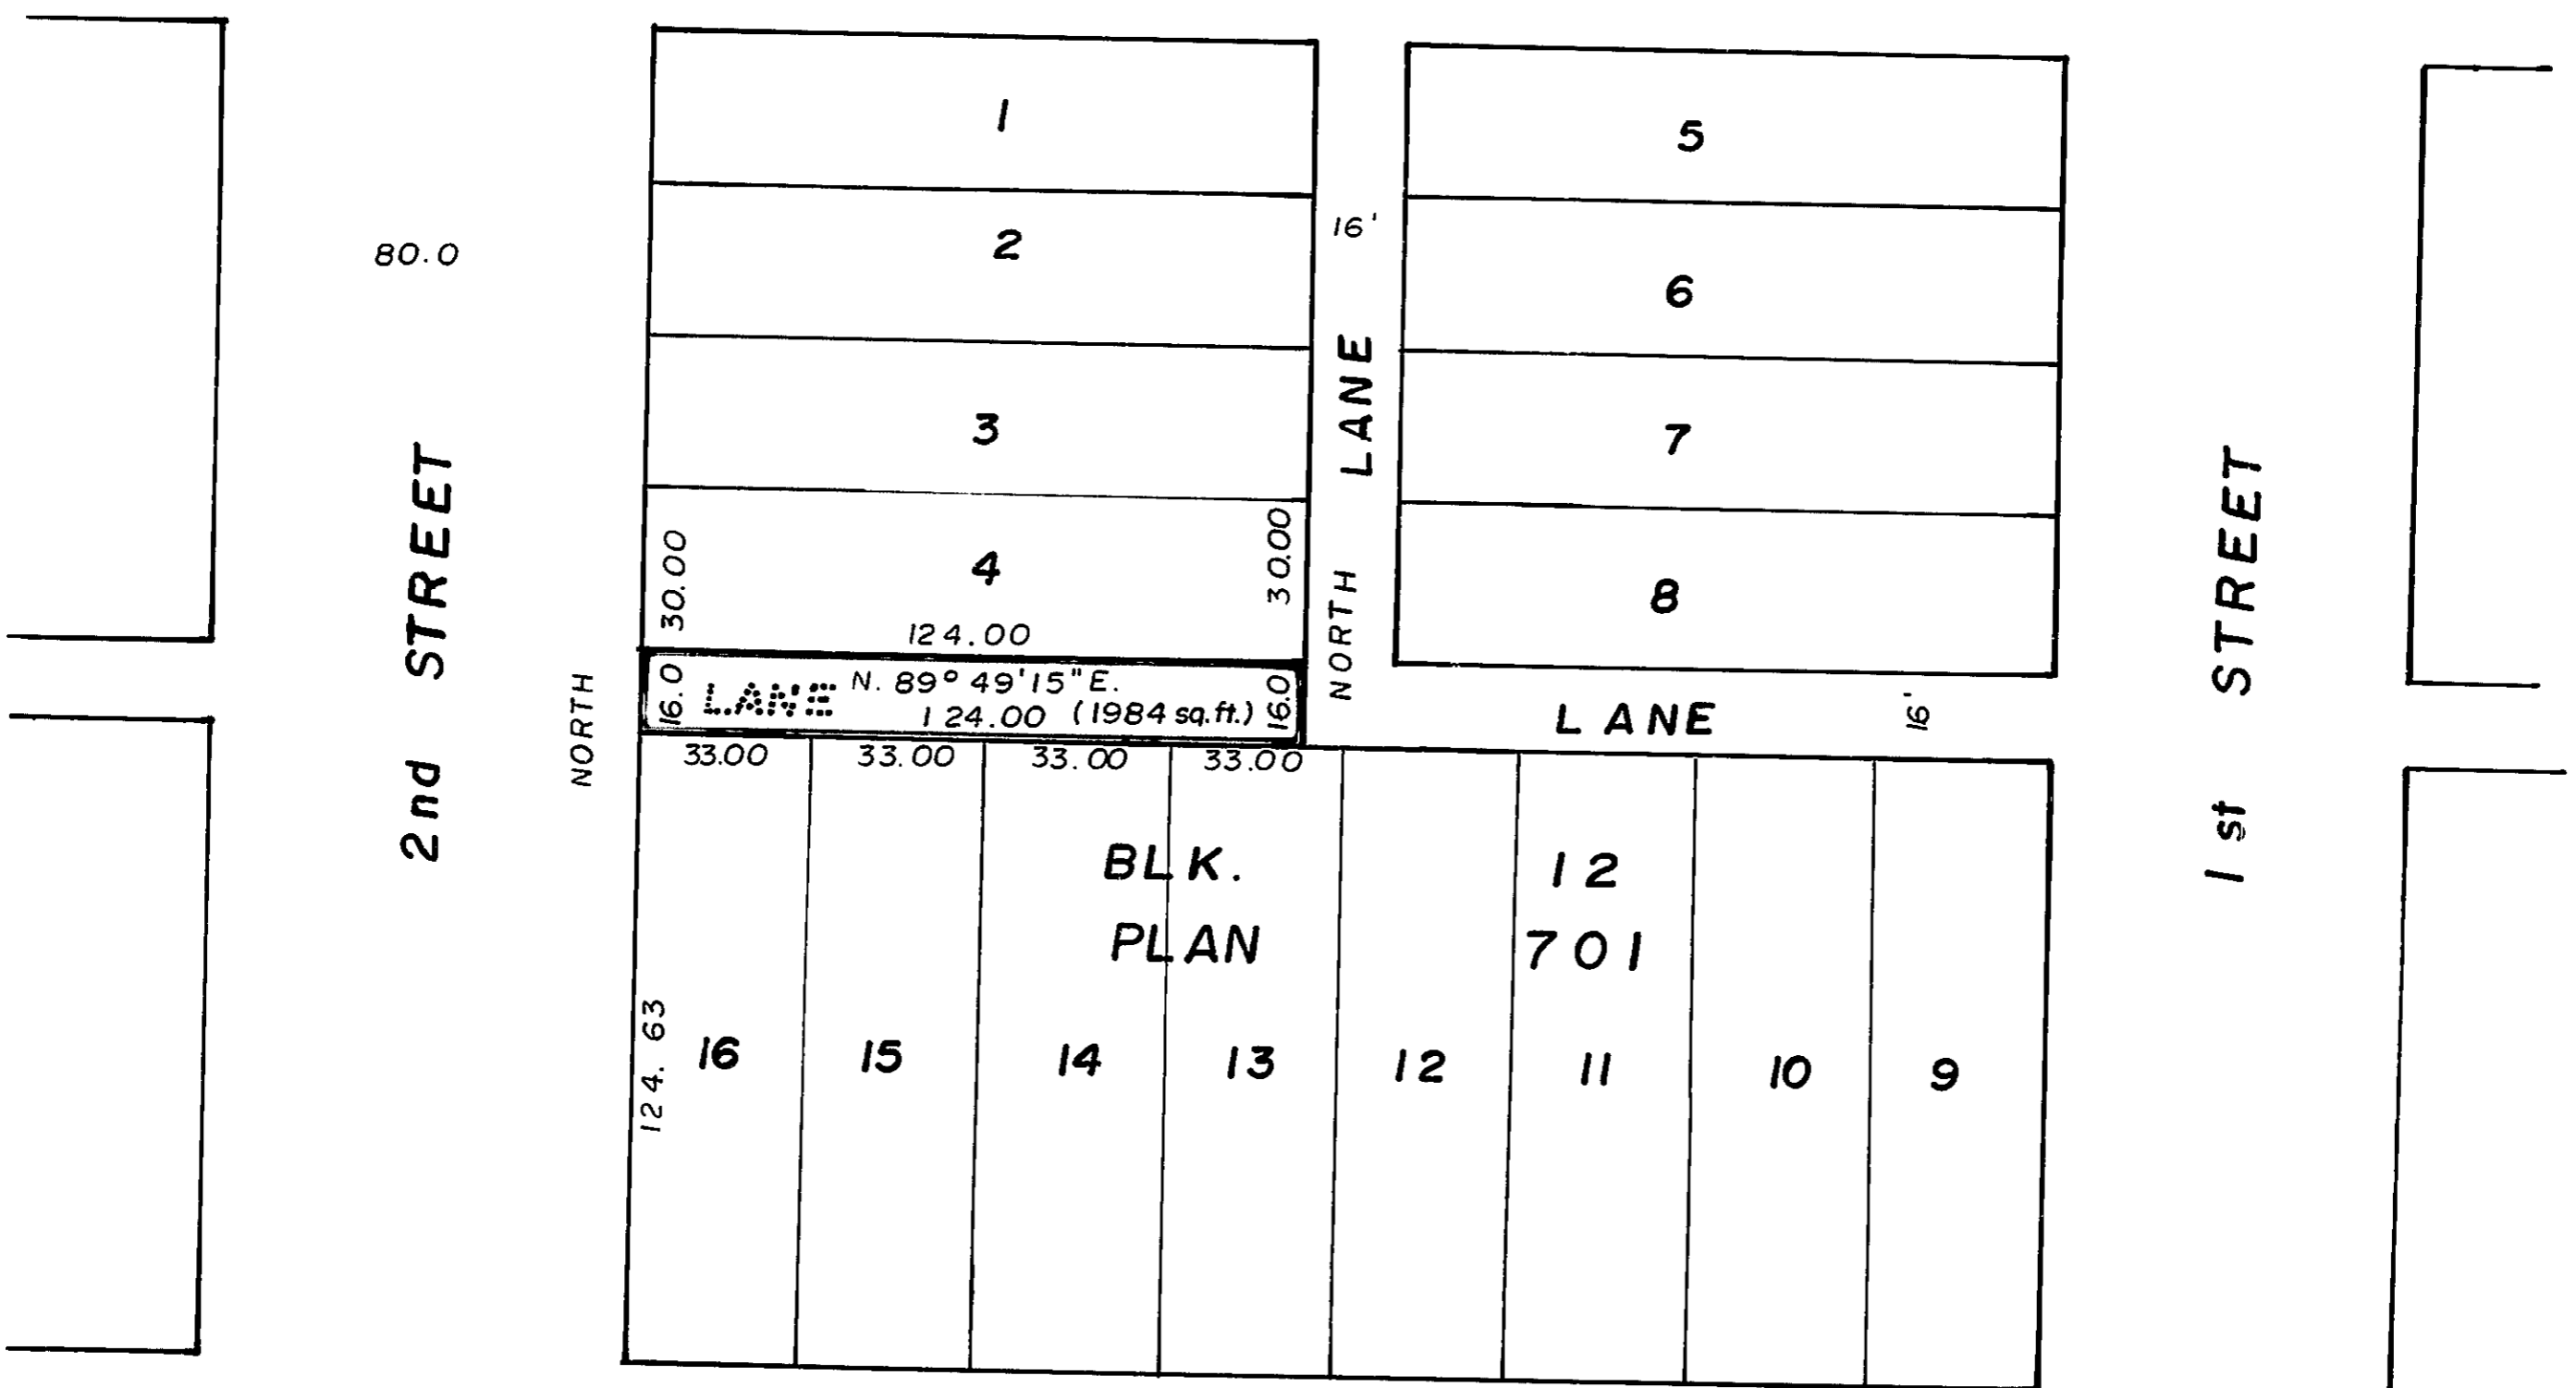 1
5
2
16'
80.0
6
LANE
3
7
2nd STREET
1st STREET
30.00
4
30.00
8
124.00
NORTH
NORTH
16.0
LANE
N. 89° 49' 15" E.
124.00 (1984 sq.ft.)
16.0
LANE
16'
33.00 33.00 33.00 33.00
BLK. 12
PLAN 701
124.63
16 15 14 13 12 11 10 9